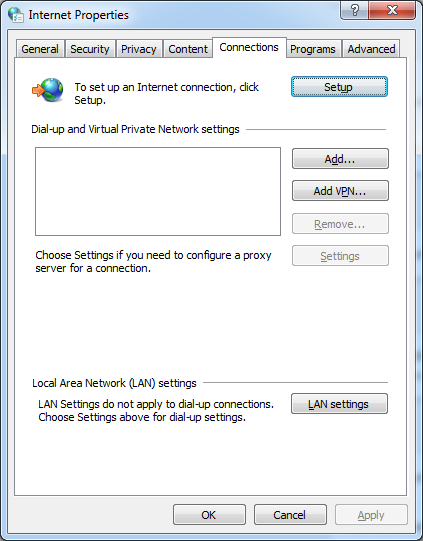 Internet Properties
General Security Privacy Content Connections Programs Advanced
To set up an Internet connection, click
Setup.
Setup
Dial-up and Virtual Private Network settings
Add...
Add VPN...
Remove...
Choose Settings if you need to configure a proxy
server for a connection.
Settings
Local Area Network (LAN) settings
LAN Settings do not apply to dial-up connections.
Choose Settings above for dial-up settings.
LAN settings
OK Cancel Apply